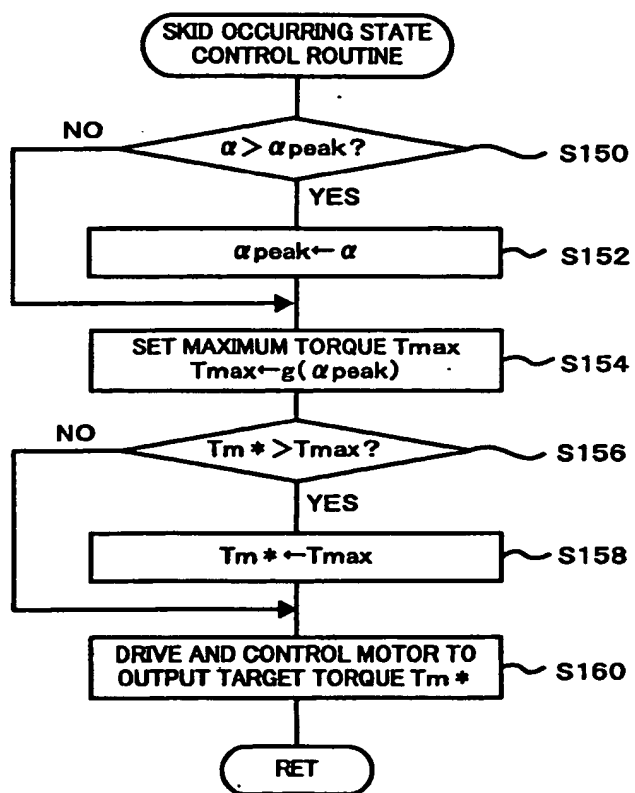 SKID OCCURRING STATE
CONTROL ROUTINE
NO
α > αpeak?
S150
YES
αpeak←α
S152
SET MAXIMUM TORQUE Tmax
Tmax←g(αpeak)
S154
NO
Tm*>Tmax?
S156
YES
Tm*←Tmax
S158
DRIVE AND CONTROL MOTOR TO
OUTPUT TARGET TORQUE Tm*
S160
RET